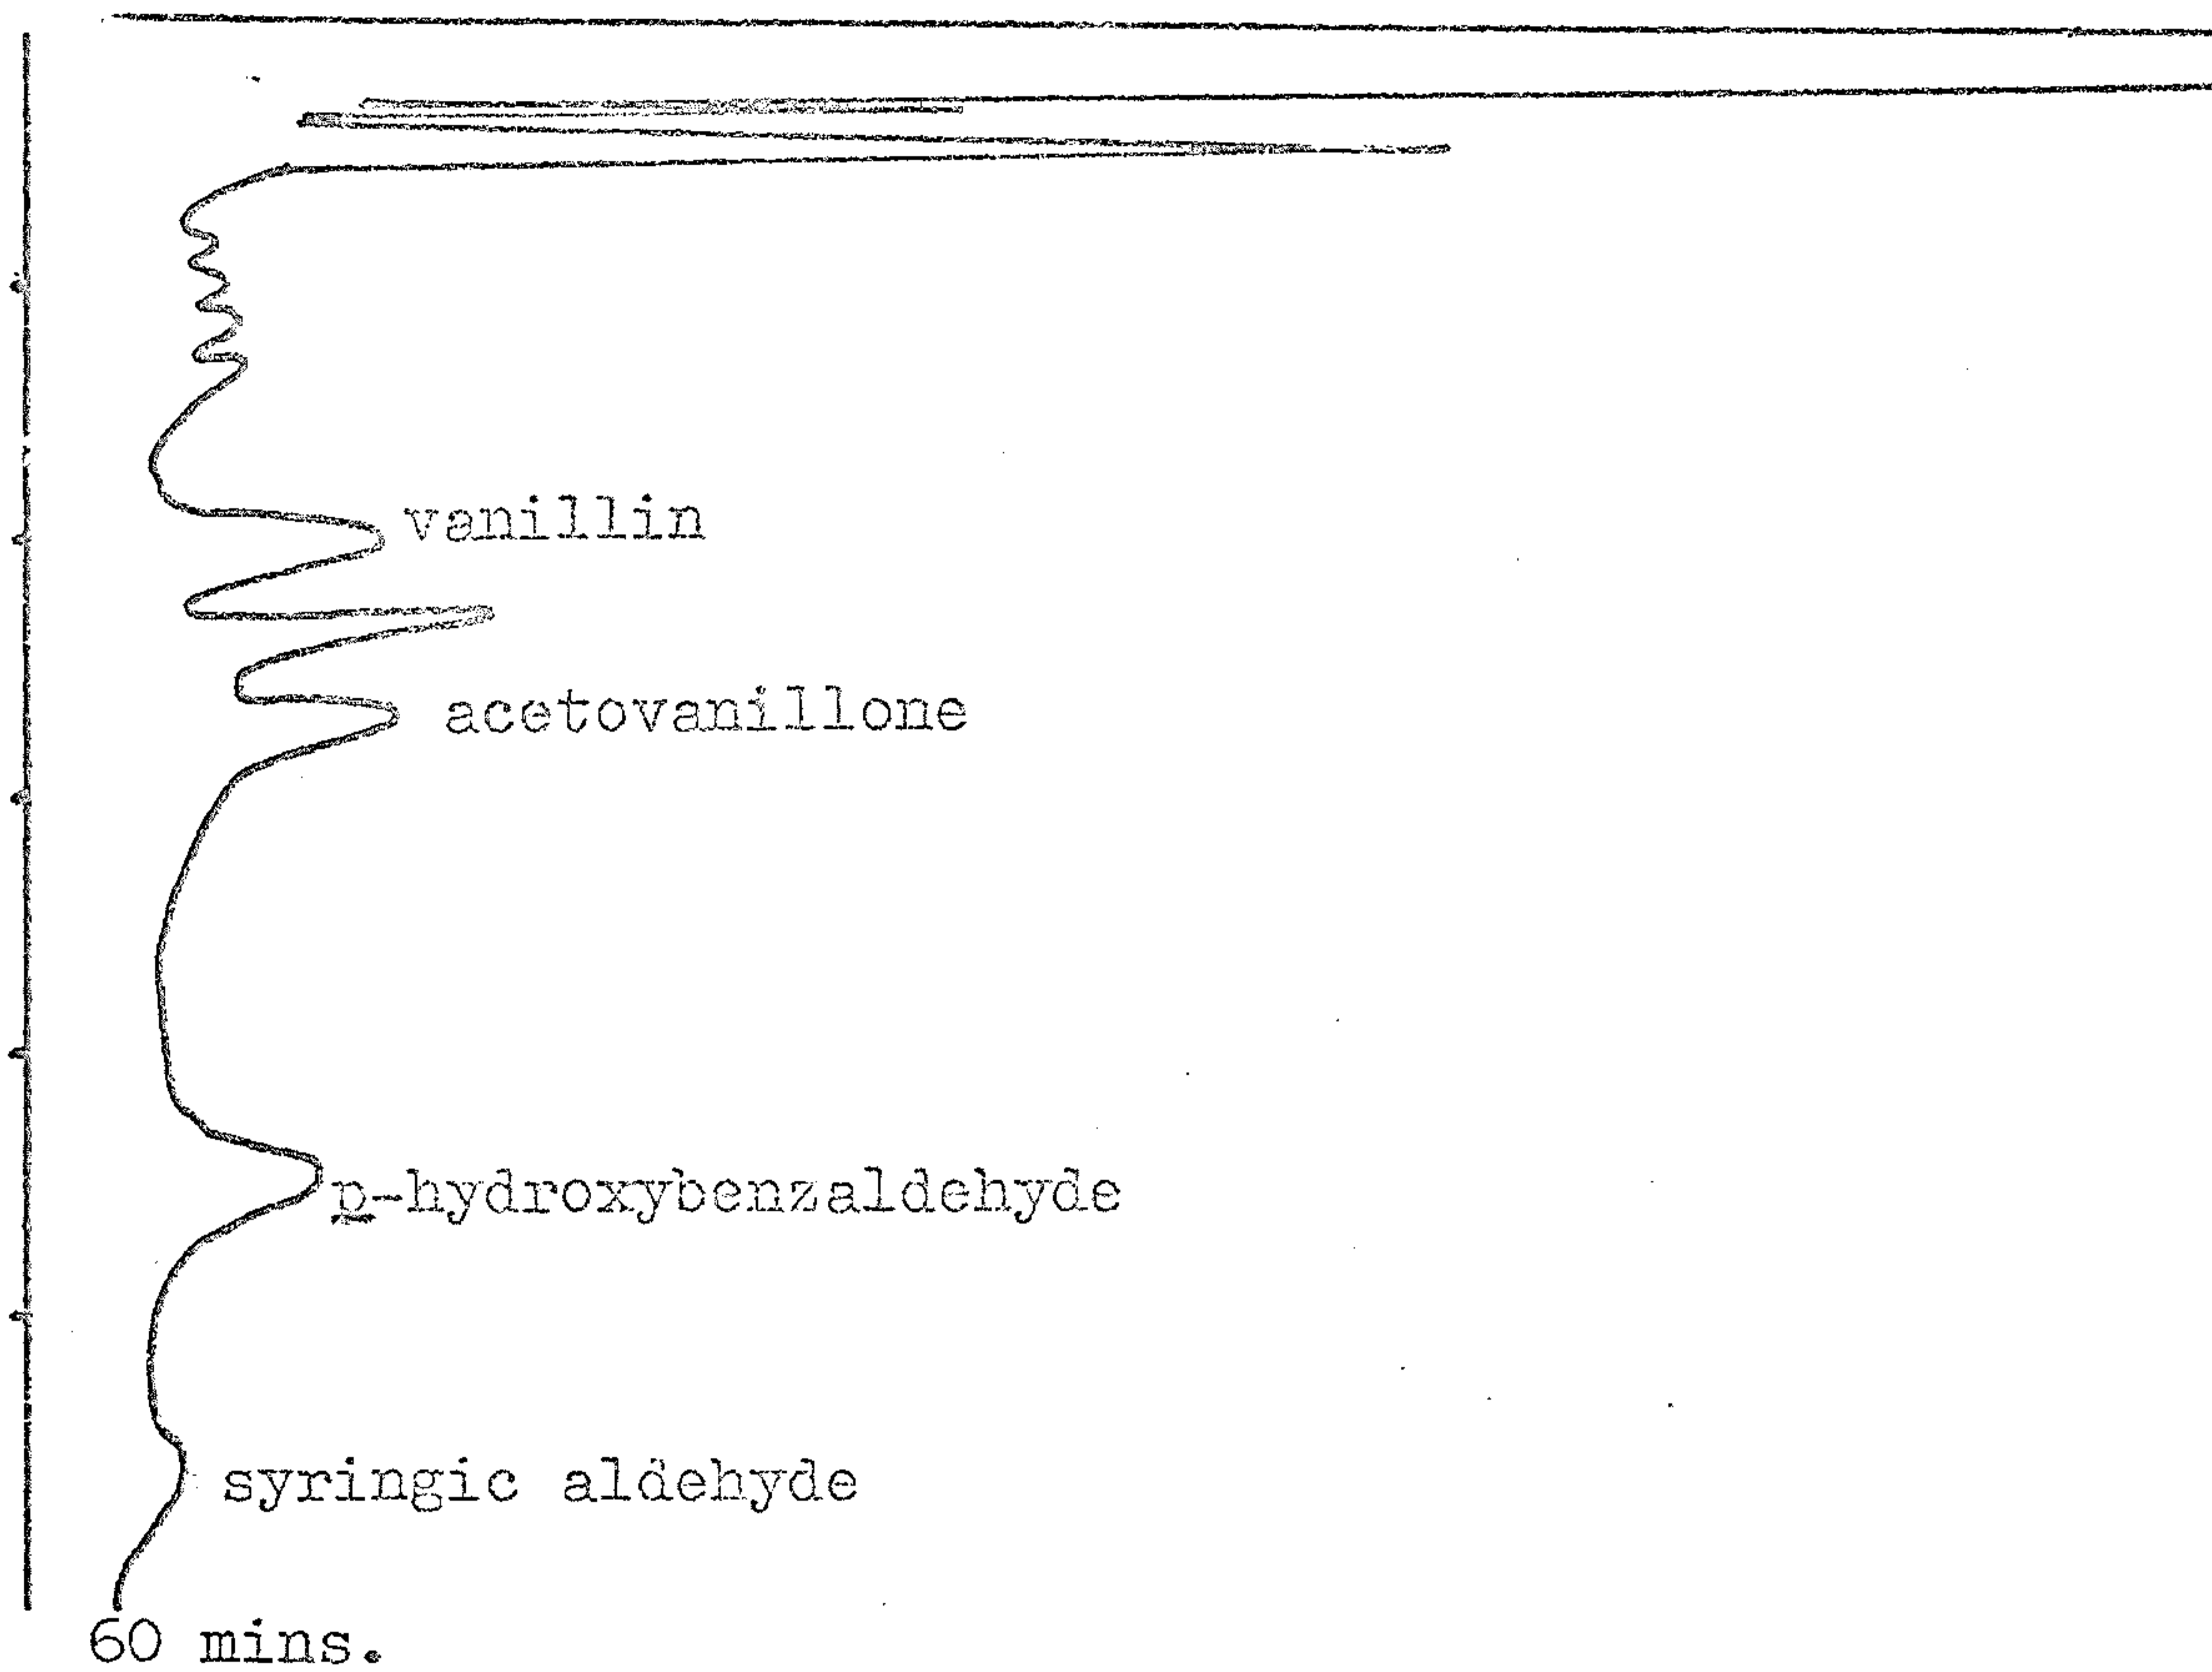 vanillin
acetovanillone
p-hydroxybenzaldehyde
syringic aldehyde
60 mins.